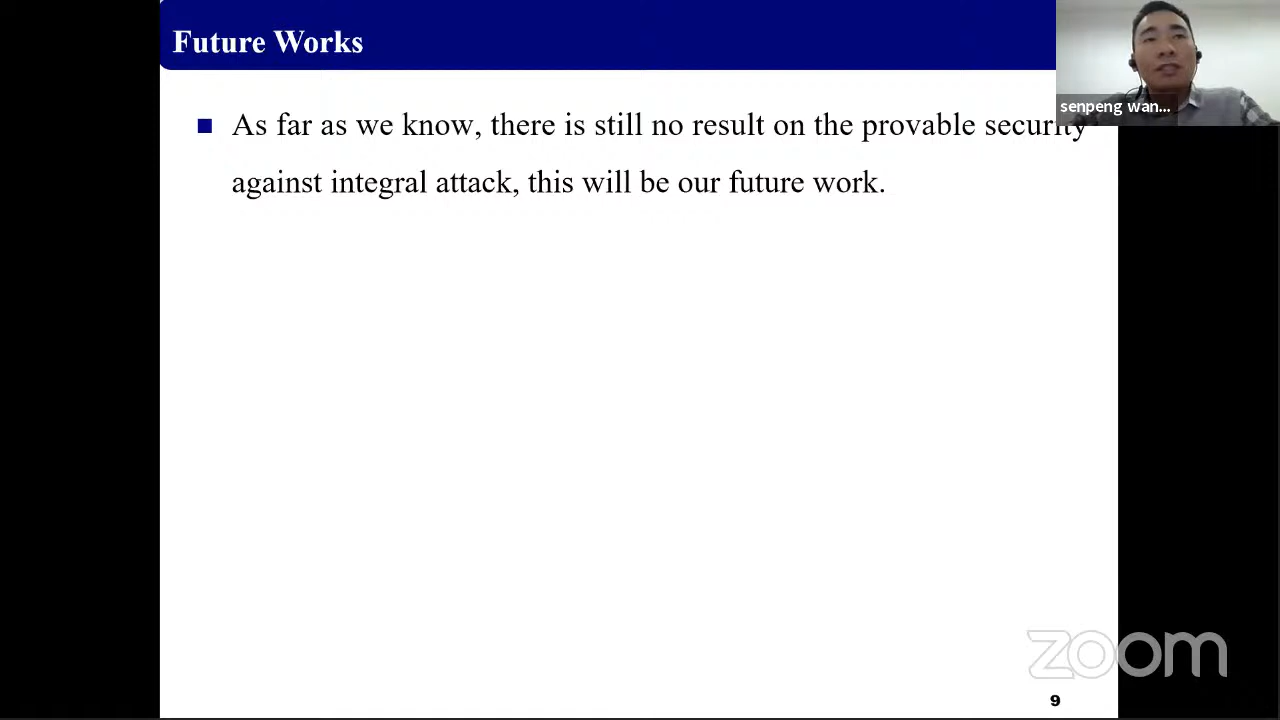 Future Works
senpeng wan...
As far as we know, there is still no result on the provable security
against integral attack, this will be our future work.
zoom
9